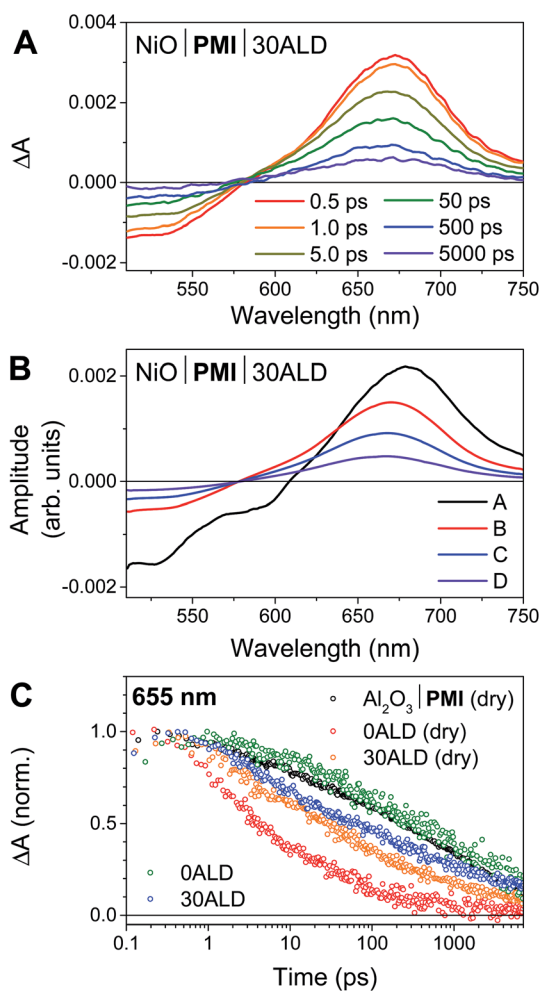 A
NiO | PMI | 30ALD
ΔA
0.004
0.002
0.000
-0.002
0.5 ps
1.0 ps
5.0 ps
50 ps
500 ps
5000 ps
550
600
650
700
750
Wavelength (nm)
B
NiO | PMI | 30ALD
Amplitude
(arb. units)
0.002
0.000
-0.002
A
B
C
D
550
600
650
700
750
Wavelength (nm)
C
655 nm
Al₂O₃ | PMI (dry)
0ALD (dry)
30ALD (dry)
ΔA (norm.)
1.0
0.5
0.0
0ALD
30ALD
0.1
1
10
100
1000
Time (ps)